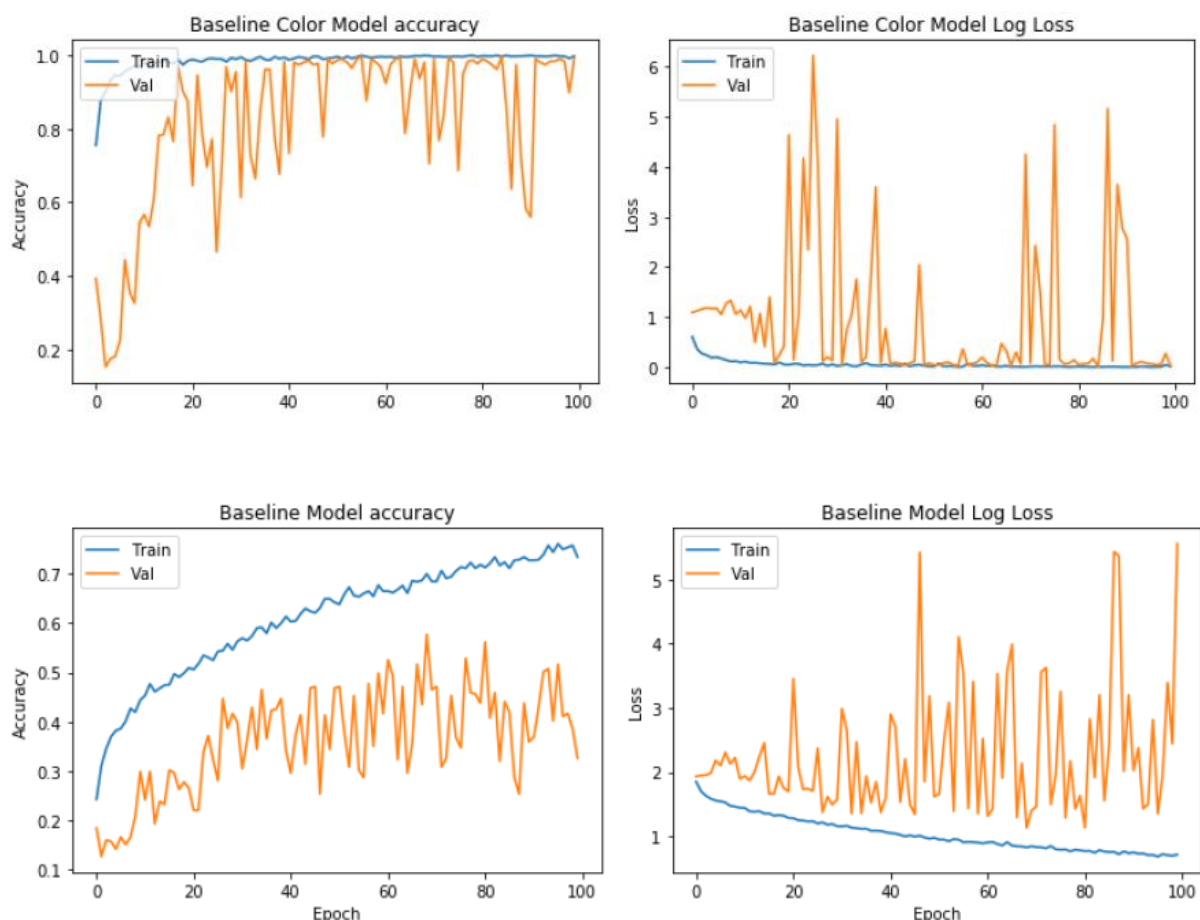 Baseline Color Model accuracy
Train
Val
Accuracy
1.0
0.8
0.6
0.4
0.2
0 20 40 60 80 100
Baseline Color Model Log Loss
Train
Val
Loss
6
5
4
3
2
1
0
0 20 40 60 80 100
Baseline Model accuracy
Train
Val
Accuracy
0.7
0.6
0.5
0.4
0.3
0.2
0.1
0 20 40 60 80 100
Epoch
Baseline Model Log Loss
Train
Val
Loss
5
4
3
2
1
0 20 40 60 80 100
Epoch